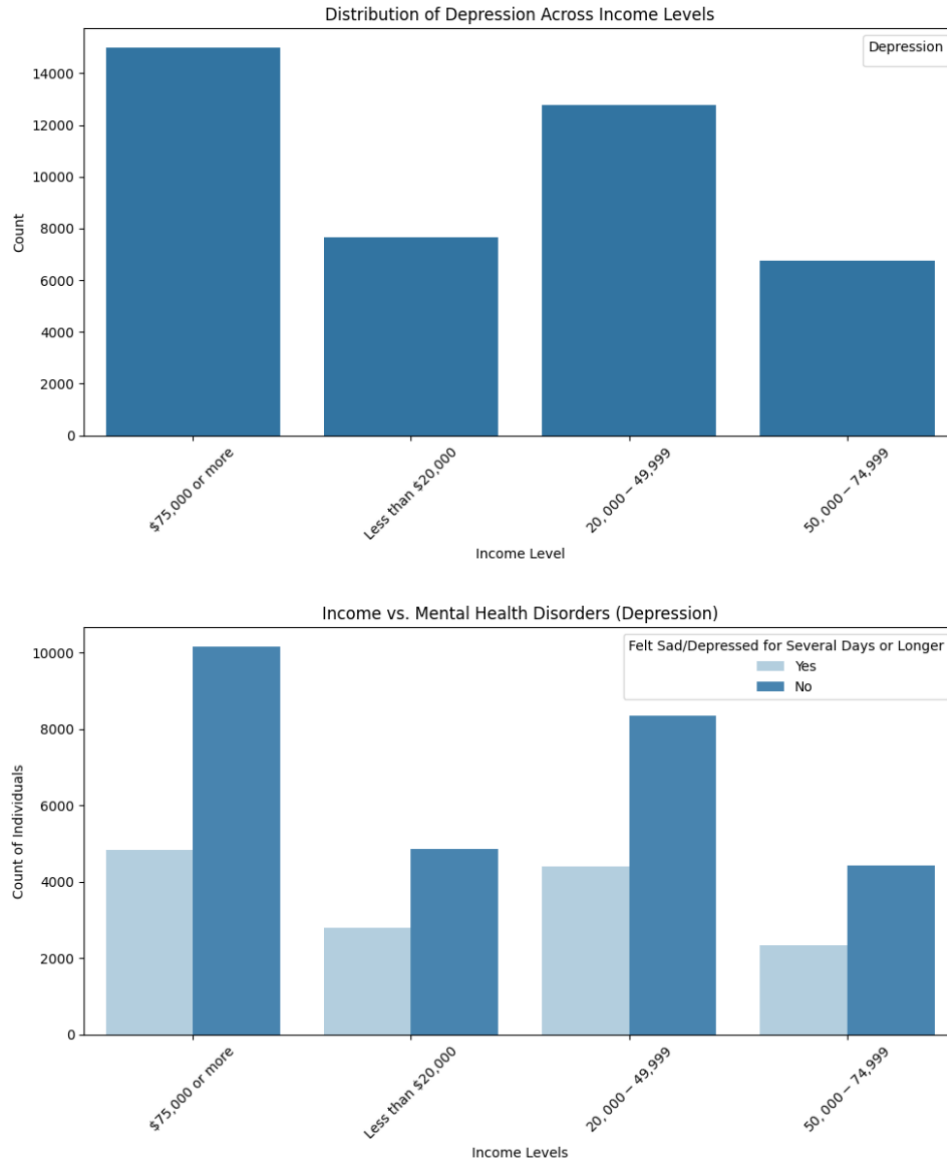 Distribution of Depression Across Income Levels
Depression
14000
12000
10000
8000
6000
4000
2000
0
Count
$75,000 or more
Less than $20,000
20,000 − 49,999
50,000 − 74,999
Income Level
Income vs. Mental Health Disorders (Depression)
Felt Sad/Depressed for Several Days or Longer
Yes
No
10000
8000
6000
4000
2000
0
Count of Individuals
$75,000 or more
Less than $20,000
20,000 − 49,999
50,000 − 74,999
Income Levels